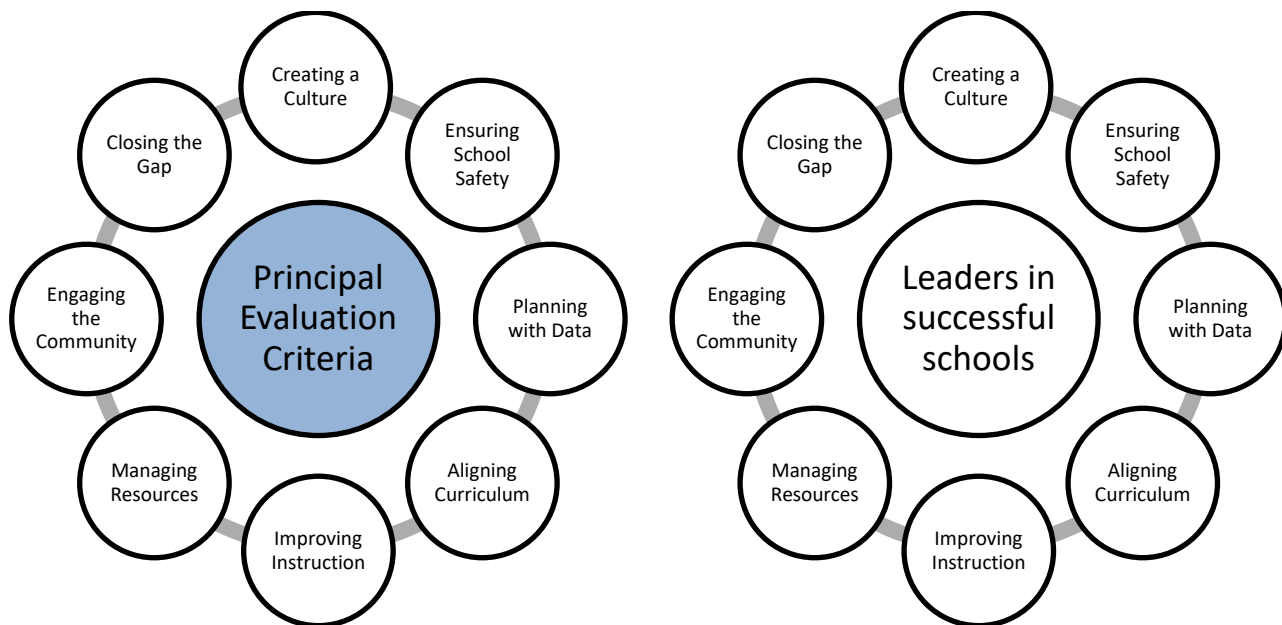 Creating a
Culture
Ensuring
School
Safety
Planning
with Data
Aligning
Curriculum
Improving
Instruction
Managing
Resources
Engaging
the
Community
Closing the
Gap
Principal
Evaluation
Criteria
Creating a
Culture
Ensuring
School
Safety
Planning
with Data
Aligning
Curriculum
Improving
Instruction
Managing
Resources
Engaging
the
Community
Closing the
Gap
Leaders in
successful
schools